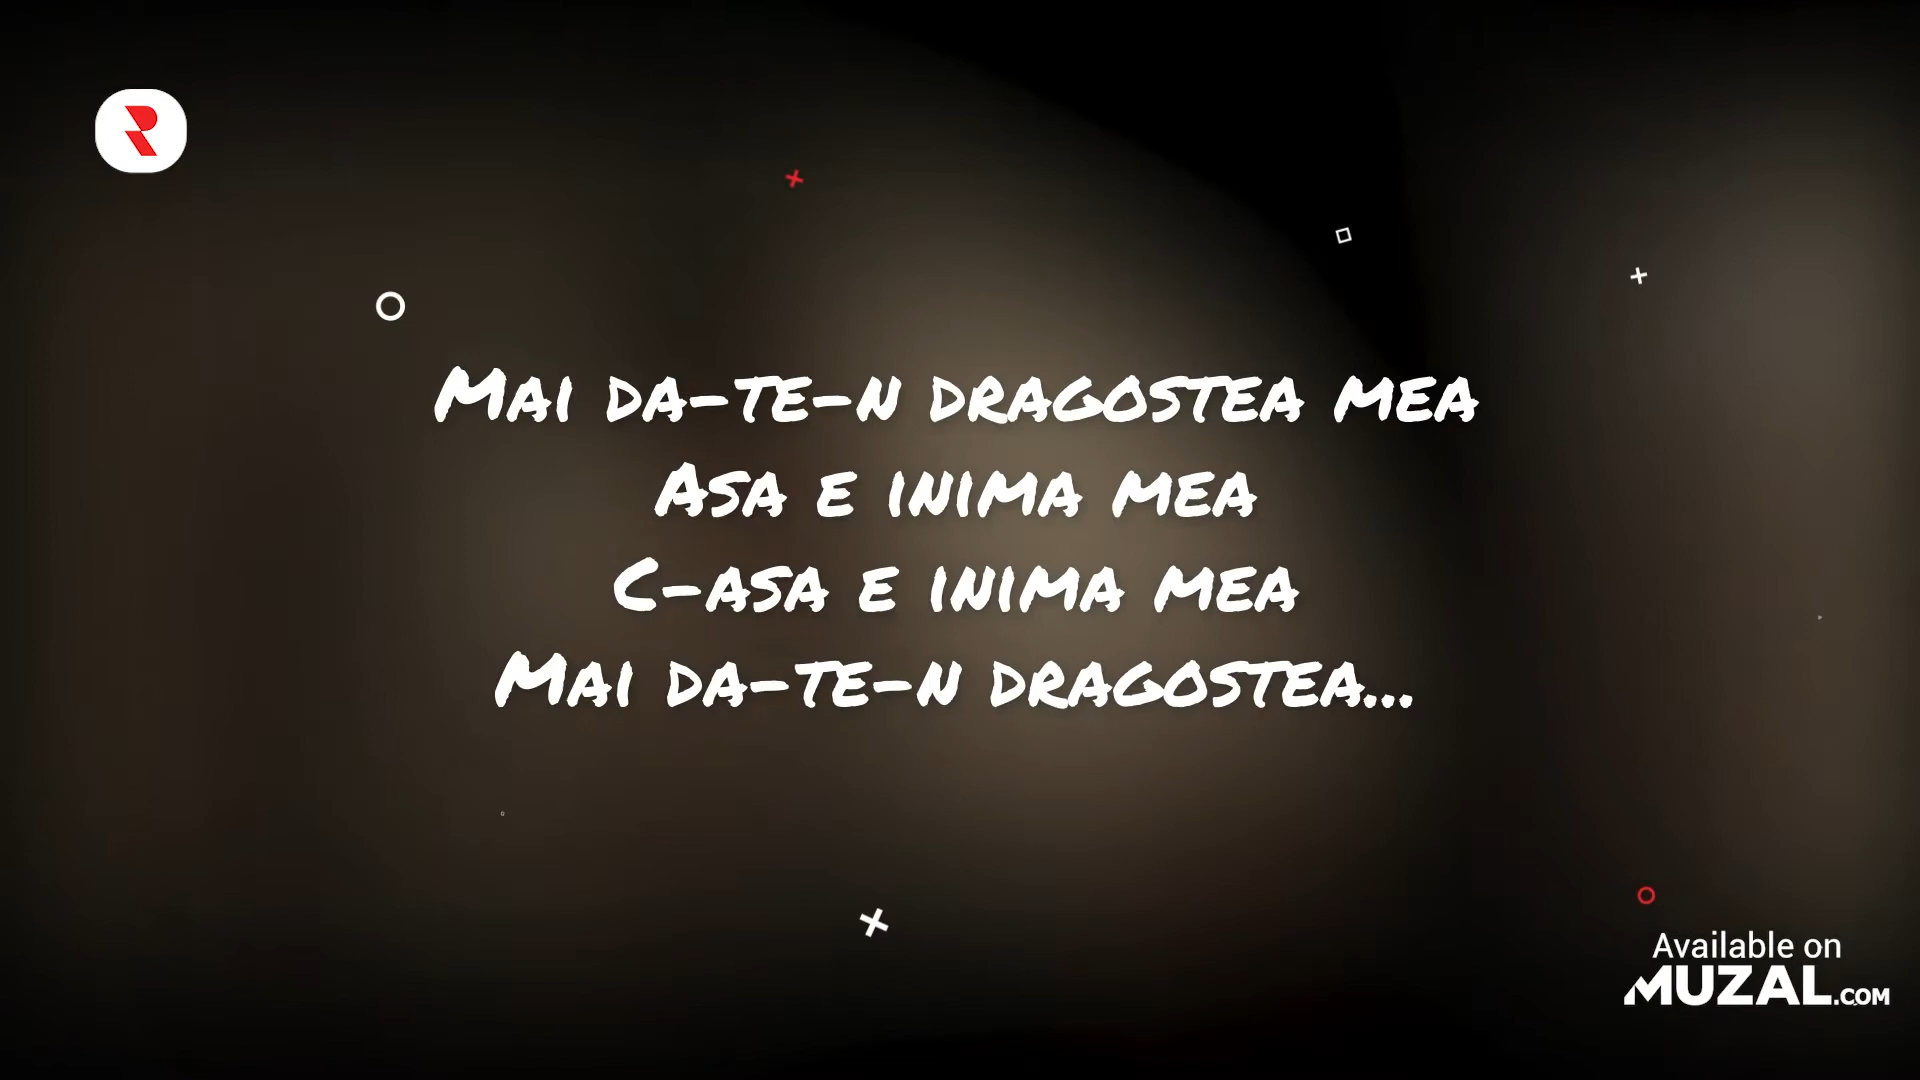 Mai da-te-n dragostea mea
Asa e inima mea
C-asa e inima mea
Mai da-te-n dragostea...
Available on
MUZAL.COM